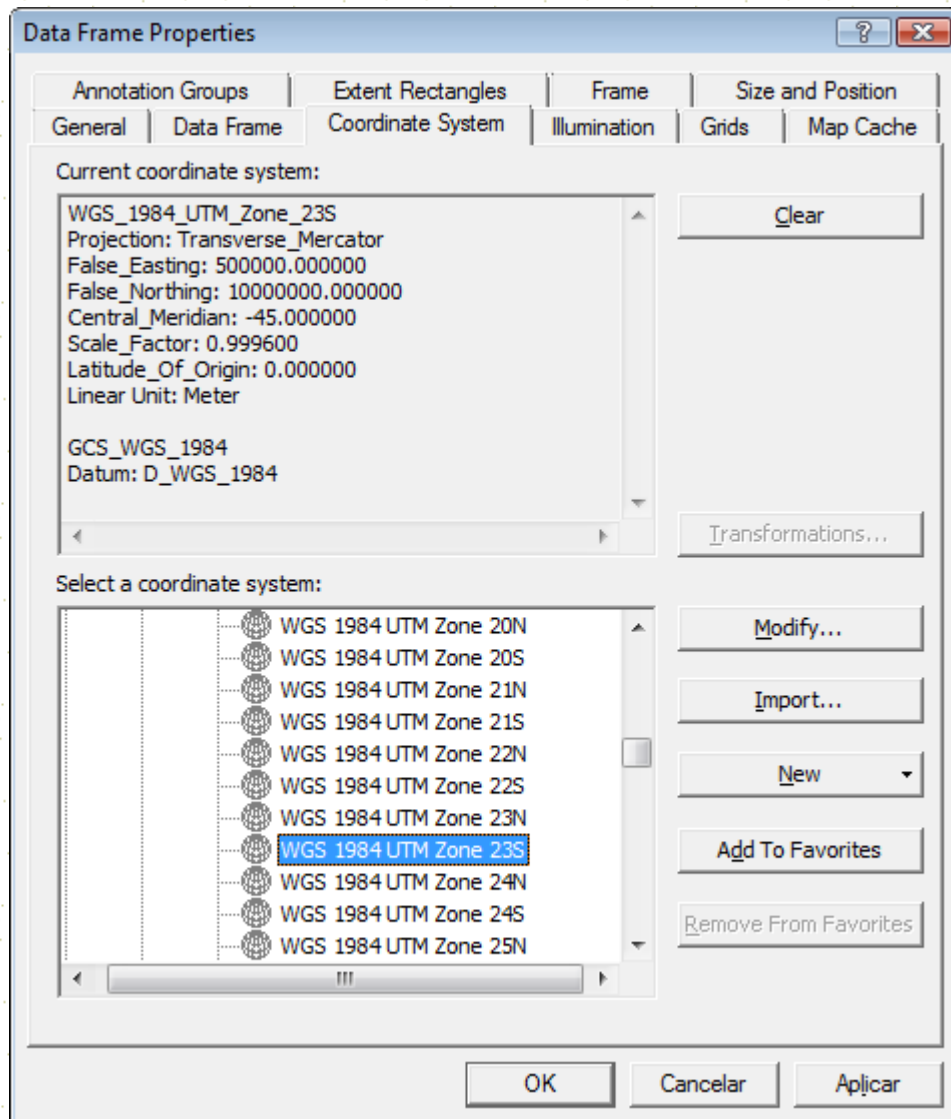 Data Frame Properties
Annotation Groups Extent Rectangles Frame Size and Position
General Data Frame Coordinate System Illumination Grids Map Cache
Current coordinate system:
WGS_1984_UTM_Zone_23S
Projection: Transverse_Mercator
False_Easting: 500000.000000
False_Northing: 10000000.000000
Central_Meridian: -45.000000
Scale_Factor: 0.999600
Latitude_Of_Origin: 0.000000
Linear Unit: Meter
GCS_WGS_1984
Datum: D_WGS_1984
Clear
Transformations...
Select a coordinate system:
WGS 1984 UTM Zone 20N
WGS 1984 UTM Zone 20S
WGS 1984 UTM Zone 21N
WGS 1984 UTM Zone 21S
WGS 1984 UTM Zone 22N
WGS 1984 UTM Zone 22S
WGS 1984 UTM Zone 23N
WGS 1984 UTM Zone 23S
WGS 1984 UTM Zone 24N
WGS 1984 UTM Zone 24S
WGS 1984 UTM Zone 25N
Modify...
Import...
New
Add To Favorites
Remove From Favorites
OK Cancelar Aplicar